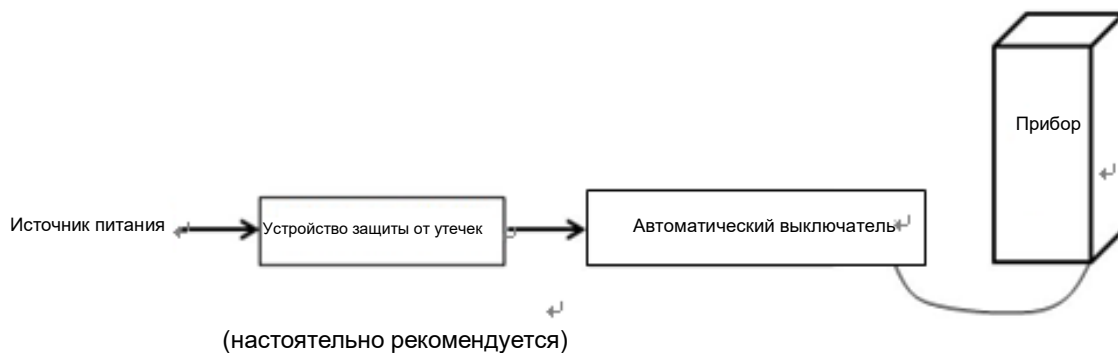 Прибор
Источник питания
Устройство защиты от утечек
Автоматический выключатель
(настоятельно рекомендуется)